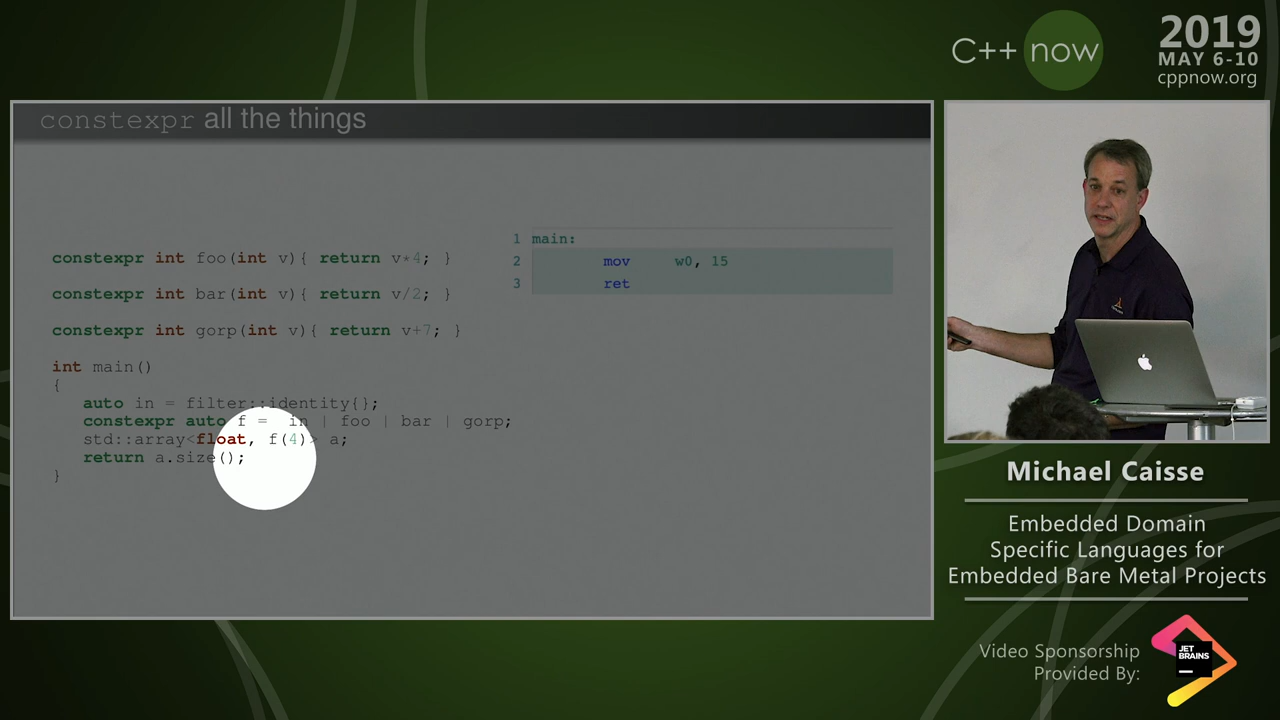 C++ now
2019
MAY 6-10
cppnow.org
constexpr all the things
constexpr int foo(int v){ return v*4; }
constexpr int bar(int v){ return v/2; }
constexpr int gorp(int v){ return v+7; }
int main()
{
auto in = filter::identity{};
constexpr auto f = in | foo | bar | gorp;
std::array<float, f(4)> a;
return a.size();
}
1 main:
2 mov w0, 15
3 ret
Michael Caisse
Embedded Domain
Specific Languages for
Embedded Bare Metal Projects
Video Sponsorship
Provided By:
JET
BRAINS